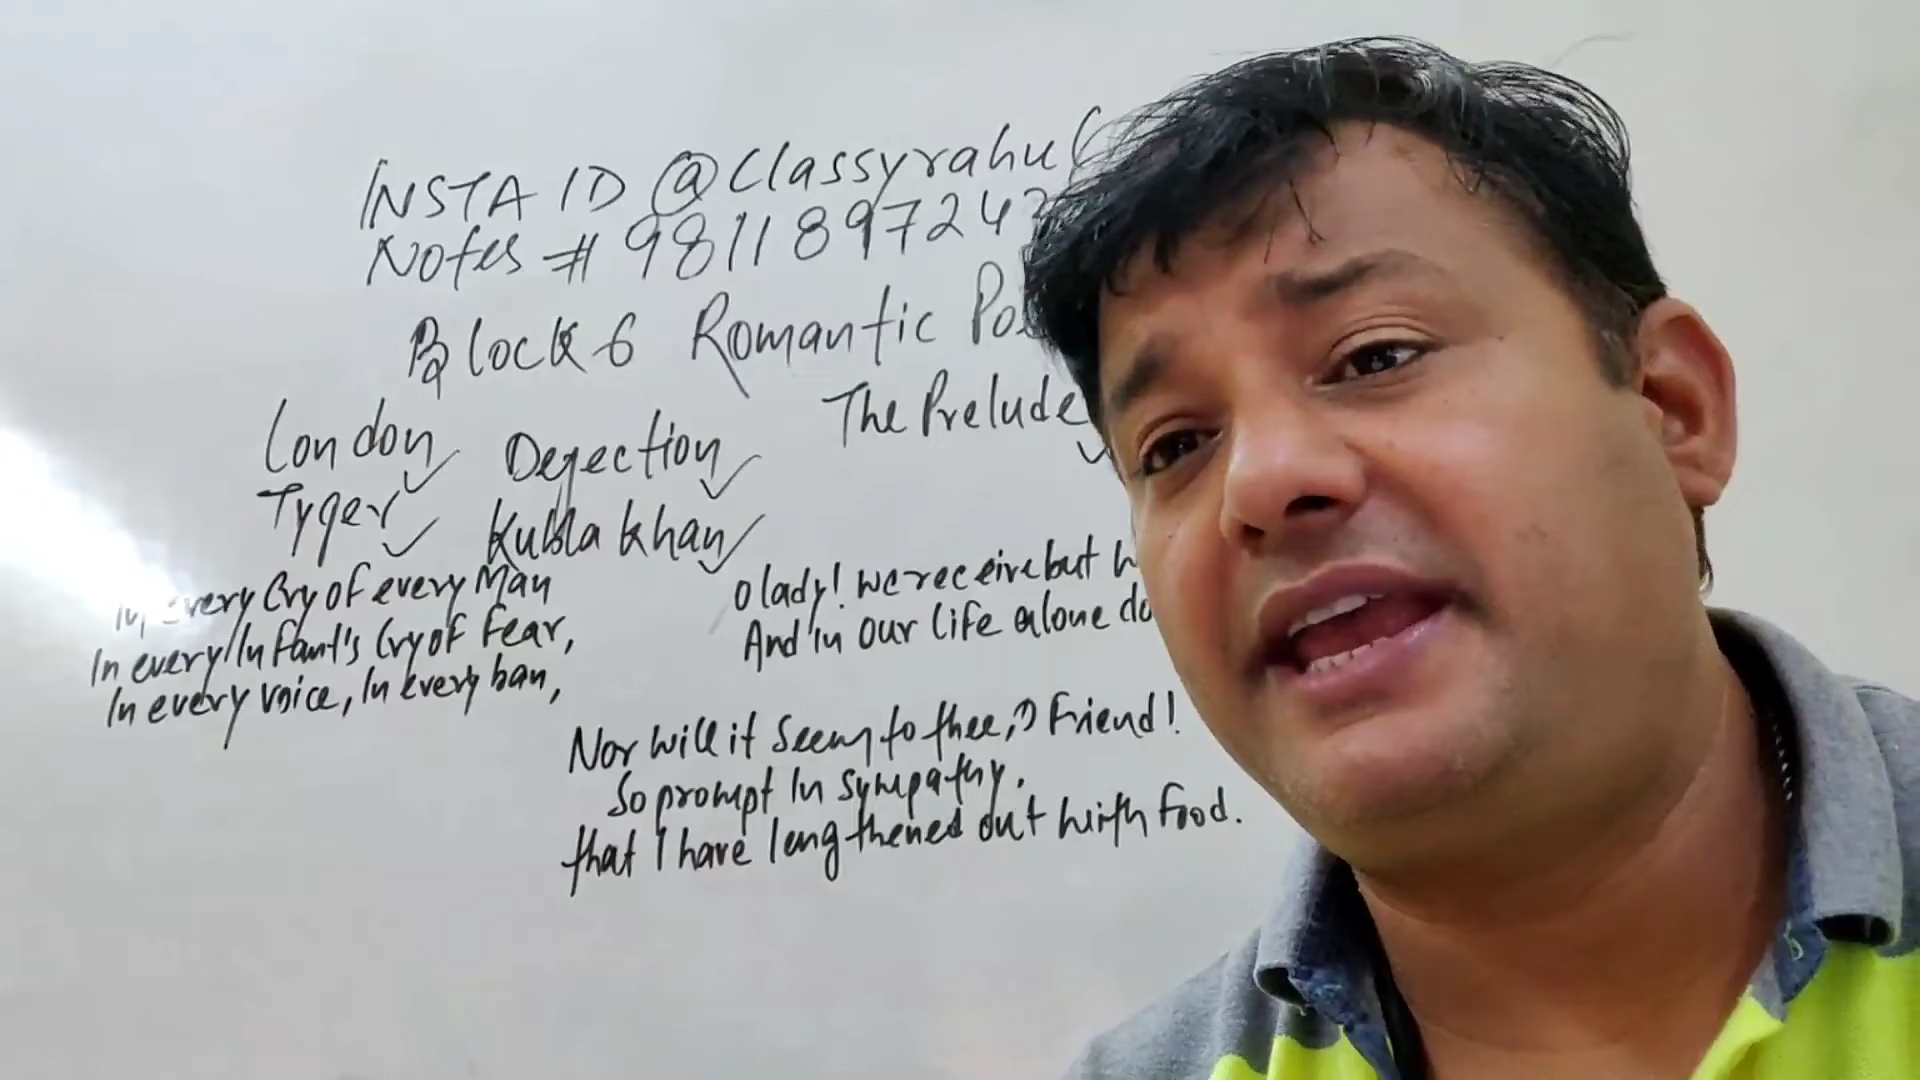 INSTA ID @Classyrahul
Notes # 981189724
Block 6 Romantic Po
London Dejection The Prelude
Tyger Kubla Khan
In every Cry of every Man
In every Infant's Cry of Fear,
In every voice, In every ban,
O lady! we receive but
And in our life alone do
Nor will it seem to thee, O Friend!
So prompt In sympathy,
that I have lengthened out with food.